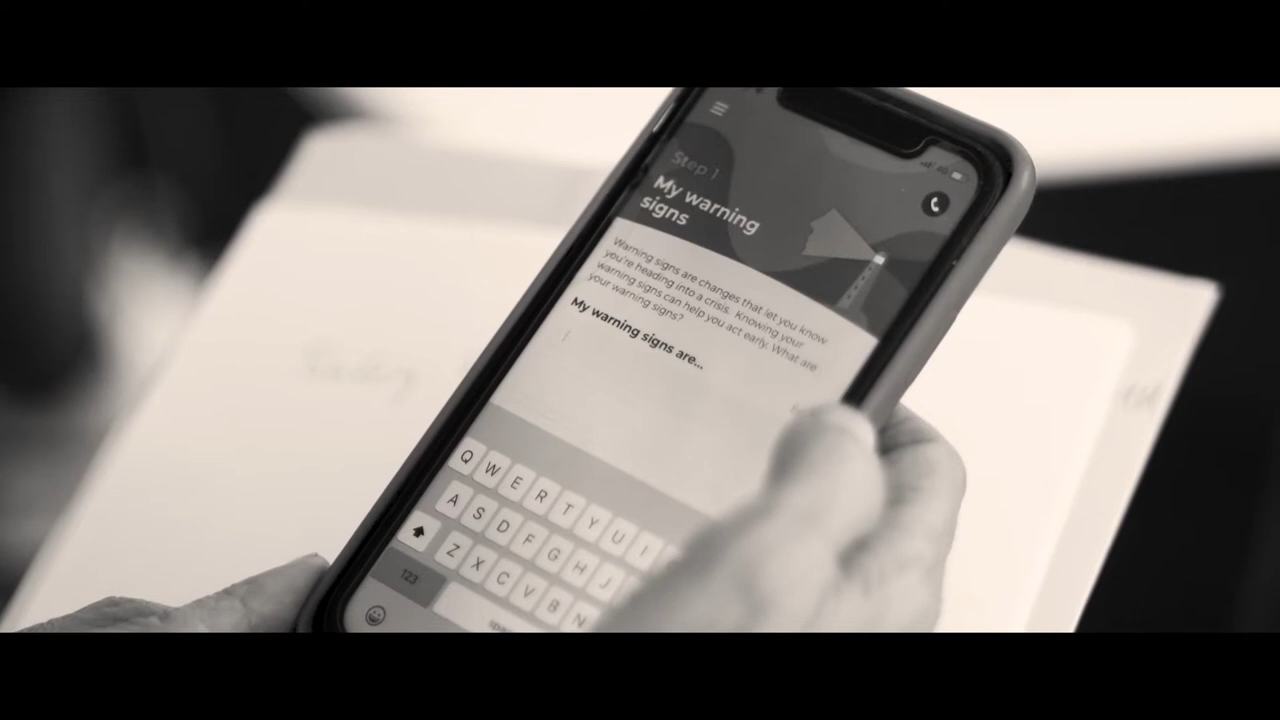 4G
Step 1
My warning
signs
Warning signs are changes that let you know
you're heading into a crisis. Knowing your
warning signs can help you act early. What are
your warning signs?
My warning signs are...
Q W E R T Y U I
A S D F G H J
Z X C V B N
123